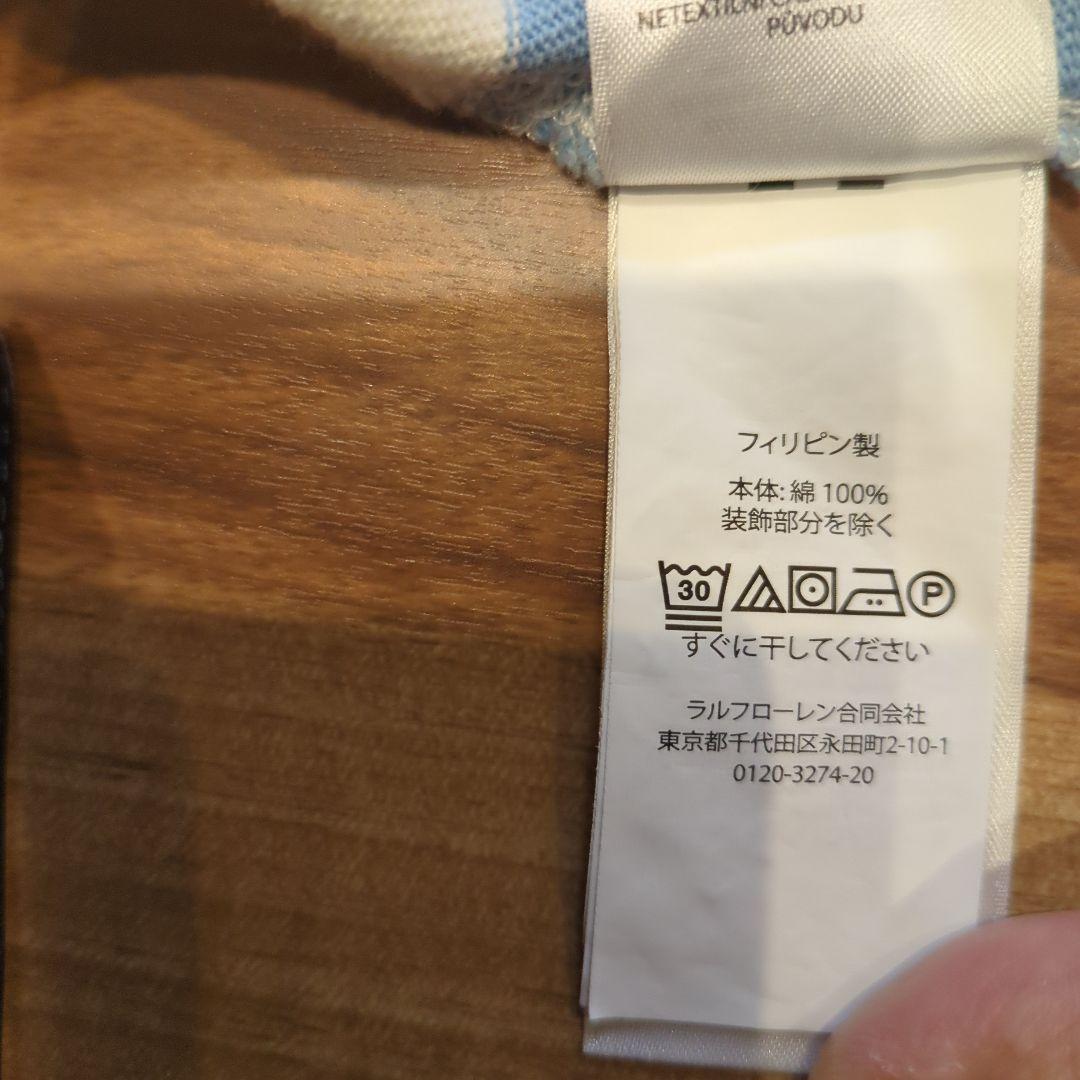 PŮVODU
フィリピン製
本体: 綿 100%
装飾部分を除く
30 P
すぐに干してください
ラルフローレン合同会社
東京都千代田区永田町2-10-1
0120-3274-20